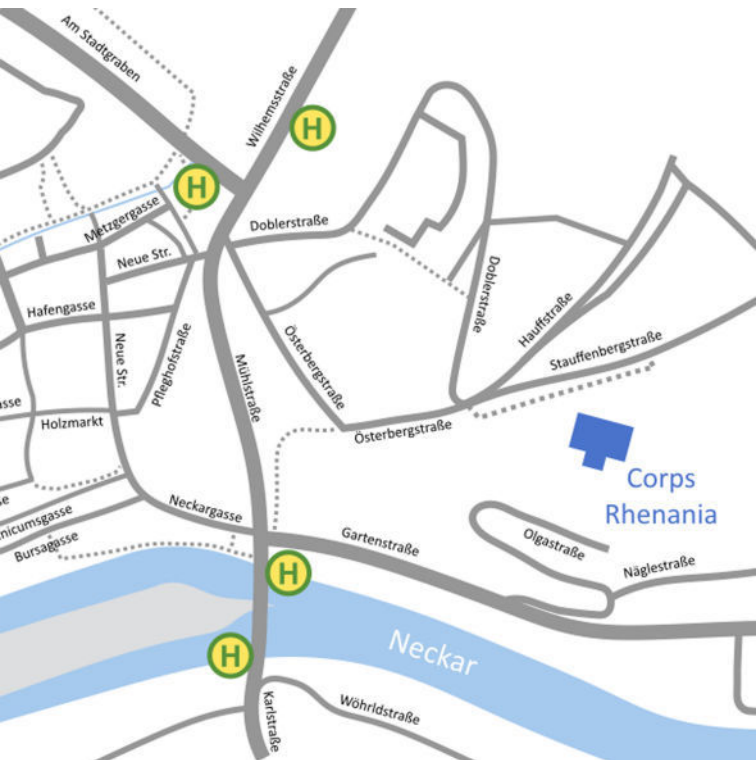 Am Stadtgraben
Wilhemsstraße
H
H
Metzgergasse
Doblerstraße
Neue Str.
Hafengasse
Doblerstraße
Hauffstraße
Neue Str.
Pfleghofstraße
Mühlstraße
Österbergstraße
Stauffenbergstraße
asse
Holzmarkt
Österbergstraße
Corps
Rhenania
se
nicumsgasse
Bursagasse
Neckargasse
Gartenstraße
Olgastraße
Näglestraße
H
Neckar
H
Karlstraße
Wöhrldstraße